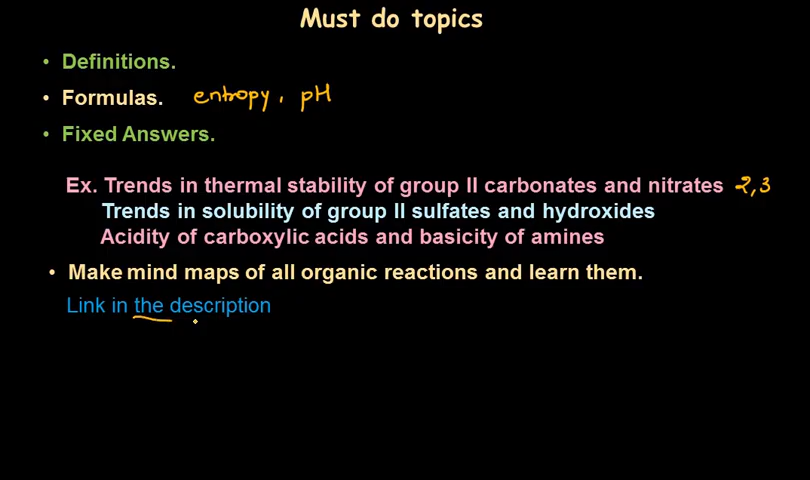 Must do topics
• Definitions.
• Formulas. entropy, pH
• Fixed Answers.
Ex. Trends in thermal stability of group II carbonates and nitrates 2,3
Trends in solubility of group II sulfates and hydroxides
Acidity of carboxylic acids and basicity of amines
• Make mind maps of all organic reactions and learn them.
Link in the description